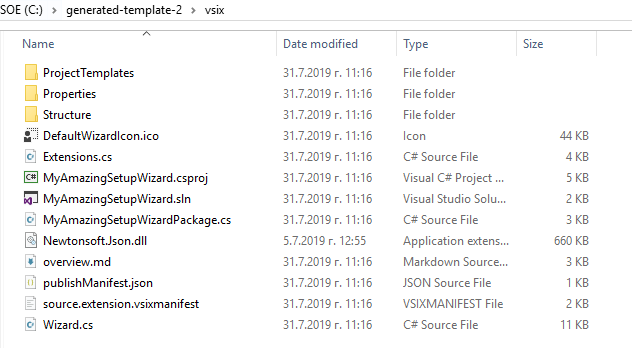 SOE (C:) > generated-template-2 > vsix
Name Date modified Type Size
ProjectTemplates 31.7.2019 г. 11:16 File folder
Properties 31.7.2019 г. 11:16 File folder
Structure 31.7.2019 г. 11:16 File folder
DefaultWizardIcon.ico 31.7.2019 г. 11:16 Icon 44 KB
Extensions.cs 31.7.2019 г. 11:16 C# Source File 4 KB
C# MyAmazingSetupWizard.csproj 31.7.2019 г. 11:16 Visual C# Project ... 5 KB
MyAmazingSetupWizard.sln 31.7.2019 г. 11:16 Visual Studio Solu... 2 KB
MyAmazingSetupWizardPackage.cs 31.7.2019 г. 11:16 C# Source File 3 KB
Newtonsoft.Json.dll 5.7.2019 г. 12:55 Application extens... 660 KB
overview.md 31.7.2019 г. 11:16 Markdown Source... 3 KB
publishManifest.json 31.7.2019 г. 11:16 JSON Source File 1 KB
source.extension.vsixmanifest 31.7.2019 г. 11:16 VSIXMANIFEST File 2 KB
Wizard.cs 31.7.2019 г. 11:16 C# Source File 11 KB